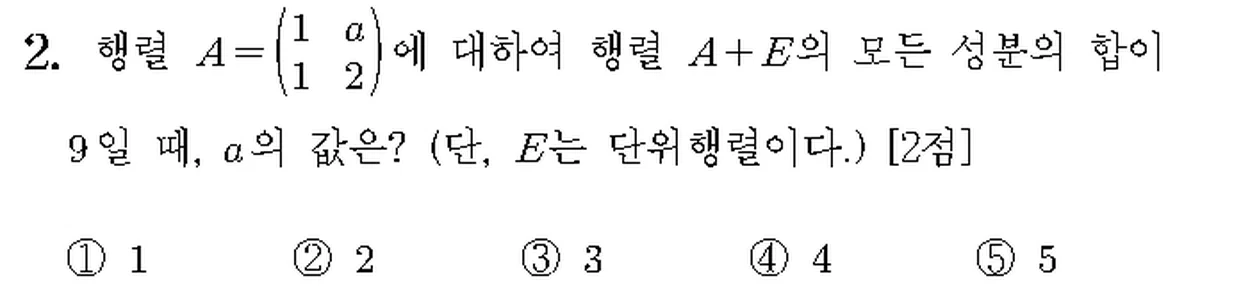 2. 행렬 A=(1 a
1 2)에 대하여 행렬 A+E의 모든 성분의 합이
9일 때, a의 값은? (단, E는 단위행렬이다.) [2점]
① 1 ② 2 ③ 3 ④ 4 ⑤ 5